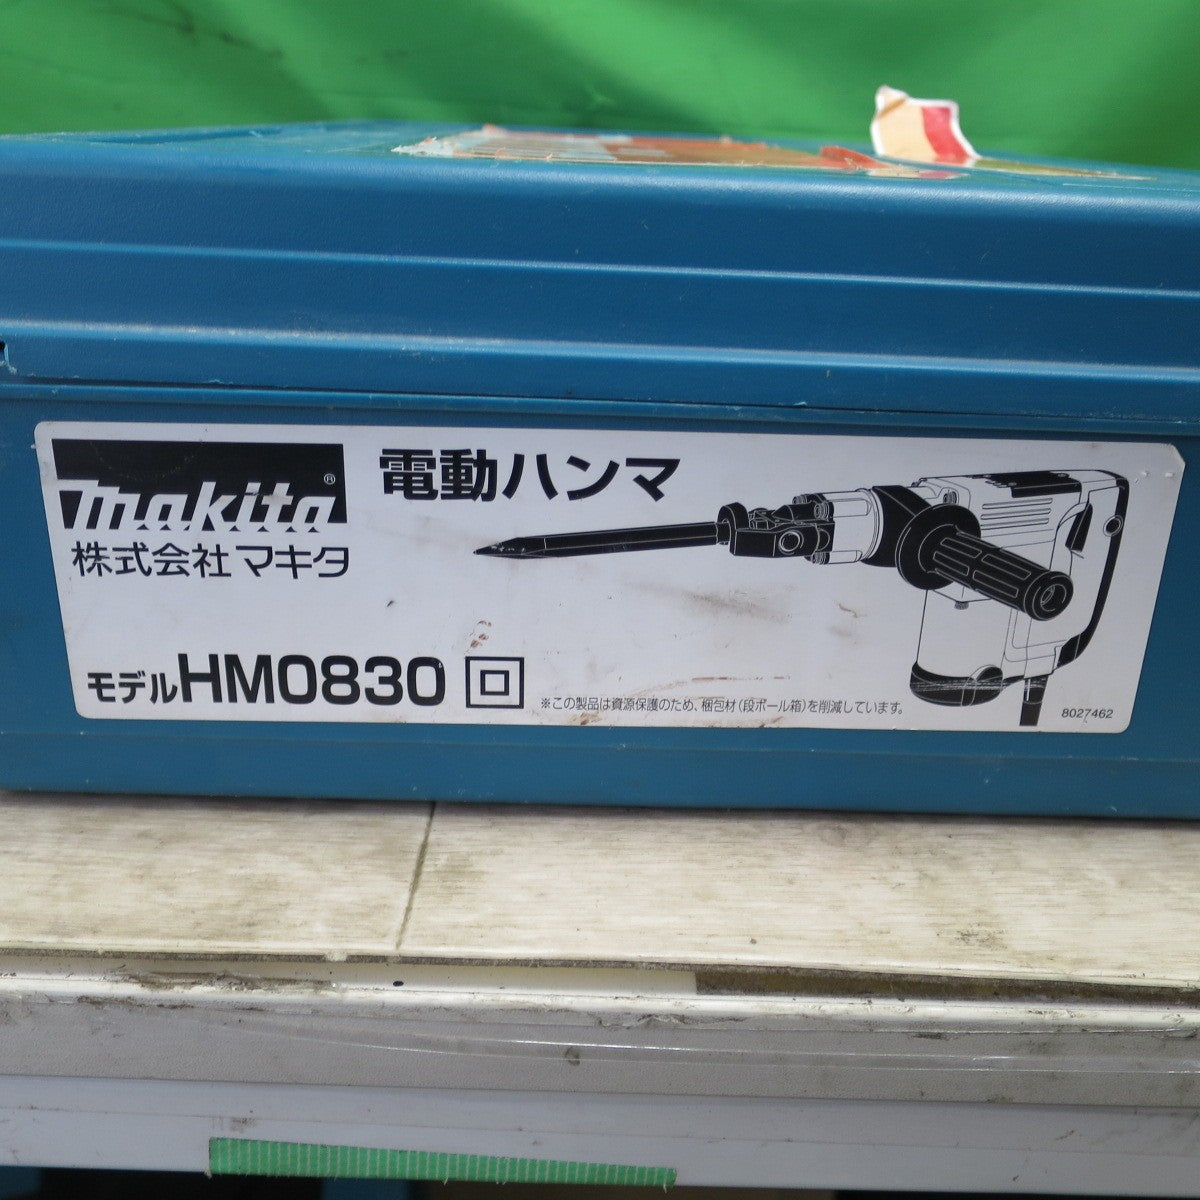 makita®
株式会社マキタ
電動ハンマ
モデルHM0830
※この製品は資源保護のため、梱包材(段ボール箱)を削減しています。
8027462